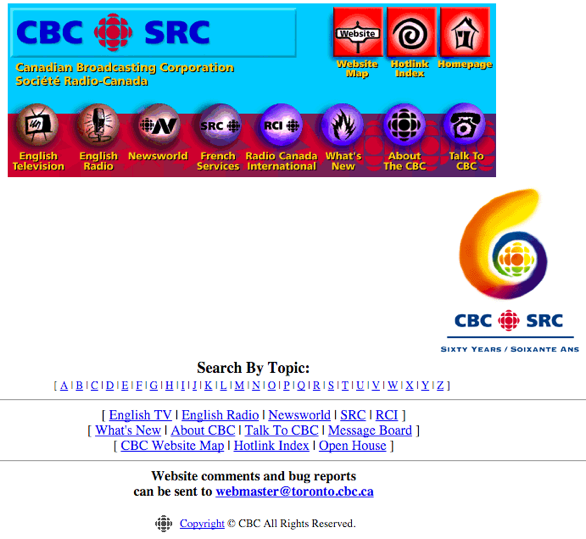 CBC SRC
Canadian Broadcasting Corporation
Société Radio-Canada
Website
Website Map
Hotlink Index
Homepage
SRC
RCI
English Television
English Radio
Newsworld
French Services
Radio Canada International
What's New
About The CBC
Talk To CBC
CBC SRC
SIXTY YEARS / SOIXANTE ANS
Search By Topic:
[ A | B | C | D | E | F | G | H | I | J | K | L | M | N | O | P | Q | R | S | T | U | V | W | X | Y | Z ]
[ English TV | English Radio | Newsworld | SRC | RCI ]
[ What's New | About CBC | Talk To CBC | Message Board ]
[ CBC Website Map | Hotlink Index | Open House ]
Website comments and bug reports
can be sent to webmaster@toronto.cbc.ca
Copyright © CBC All Rights Reserved.